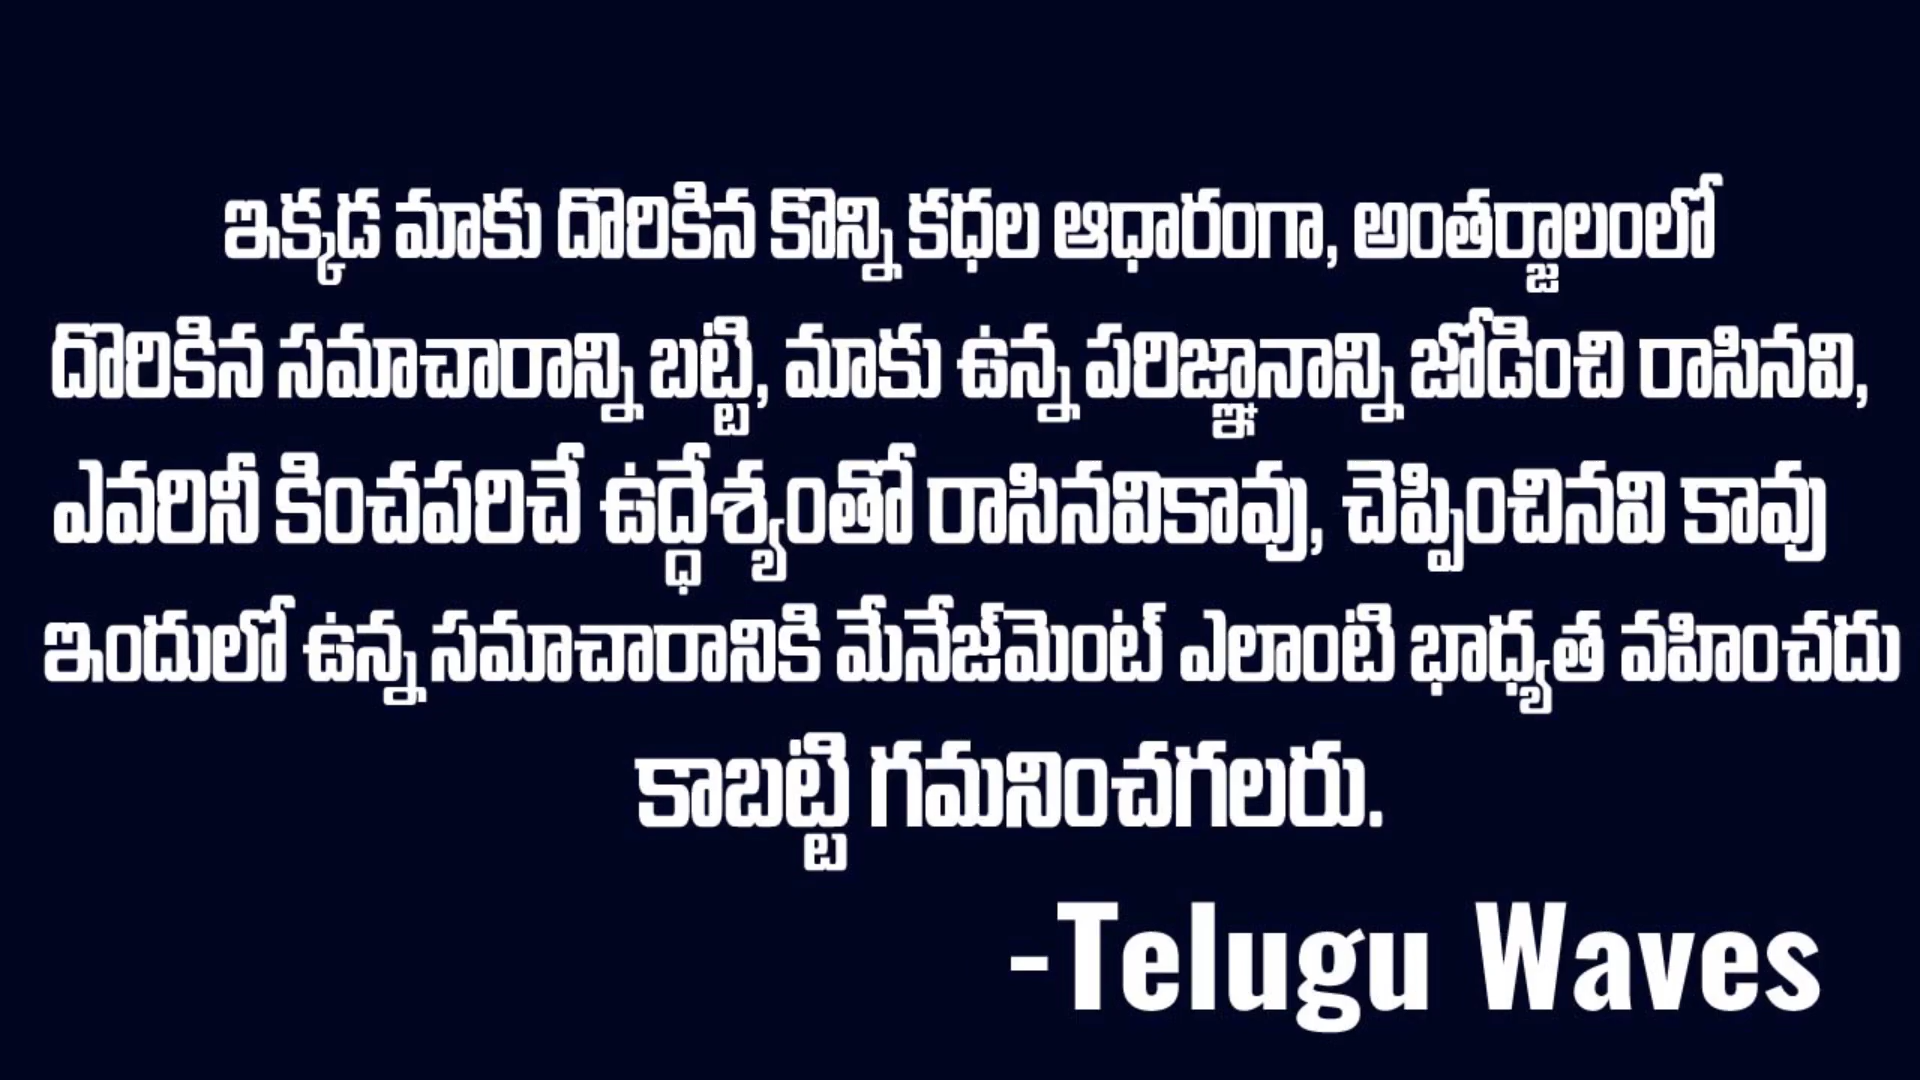 ఇక్కడ మాకు దొరికిన కొన్ని కధల ఆధారంగా, అంతర్జాలంలో
దొరికిన సమాచారాన్ని బట్టి, మాకు ఉన్న పరిజ్ఞానాన్ని జోడించి రాసినవి,
ఎవరినీ కించపరిచే ఉద్ధేశ్యంతో రాసినవికావు, చెప్పించినవి కావు
ఇందులో ఉన్న సమాచారానికి మేనేజ్‌మెంట్ ఎలాంటి భాధ్యత వహించదు
కాబట్టి గమనించగలరు.
-Telugu Waves